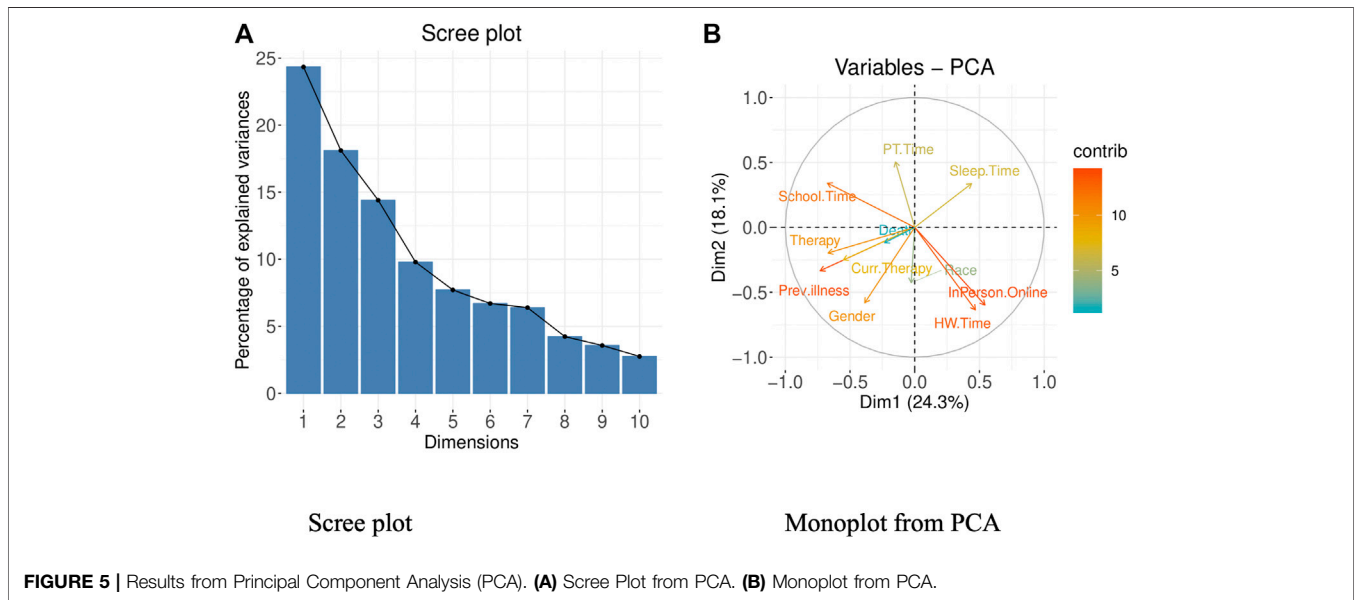 A
Scree plot
Percentage of explained variances
25
20
15
10
5
0
1 2 3 4 5 6 7 8 9 10
Dimensions
B
Variables – PCA
Dim2 (18.1%)
1.0
0.5
0.0
−0.5
−1.0
PT.Time
Sleep.Time
School.Time
Therapy
Curr.Therapy
Race
Prev.illness
InPerson.Online
Gender
HW.Time
−1.0 −0.5 0.0 0.5 1.0
Dim1 (24.3%)
contrib
10
5
Scree plot
Monoplot from PCA
FIGURE 5 | Results from Principal Component Analysis (PCA). (A) Scree Plot from PCA. (B) Monoplot from PCA.